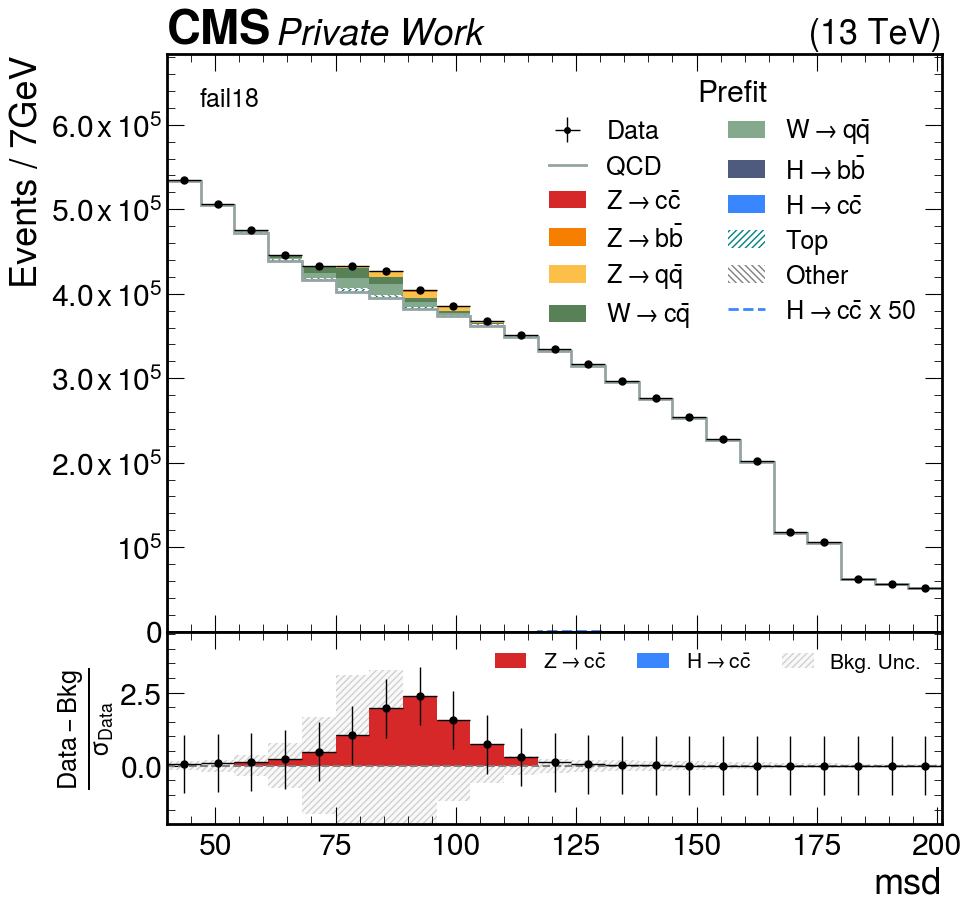 CMS Private Work (13 TeV)
Events / 7GeV
fail18
Prefit
Data
QCD
Z→cc̄
Z→bb̄
Z→qq̄
W→cq̄
W→qq̄
H→bb̄
H→cc̄
Top
Other
H→cc̄ x 50
6.0 x 10⁵
5.0 x 10⁵
4.0 x 10⁵
3.0 x 10⁵
2.0 x 10⁵
10⁵
0
Z→cc̄ H→cc̄ Bkg. Unc.
Data − Bkg
σData
2.5
0.0
50 75 100 125 150 175 200
msd